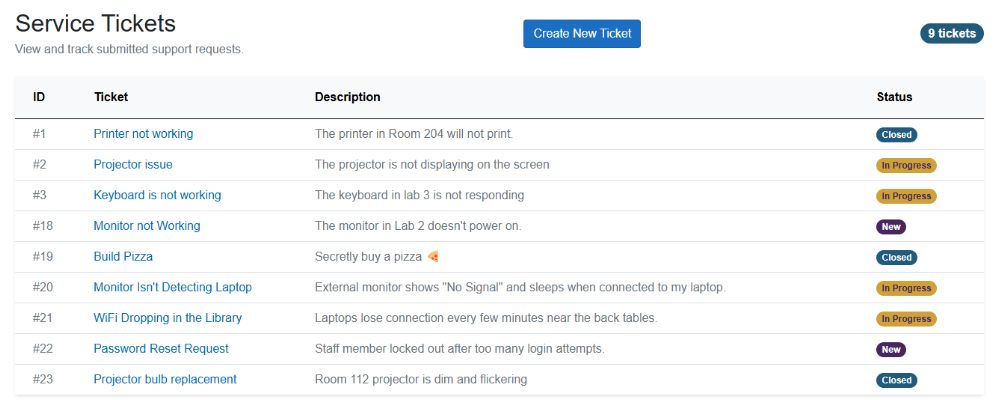 Service Tickets
View and track submitted support requests.
Create New Ticket
9 tickets
ID Ticket Description Status
#1 Printer not working The printer in Room 204 will not print. Closed
#2 Projector issue The projector is not displaying on the screen In Progress
#3 Keyboard is not working The keyboard in lab 3 is not responding In Progress
#18 Monitor not Working The monitor in Lab 2 doesn't power on. New
#19 Build Pizza Secretly buy a pizza 🍕 Closed
#20 Monitor Isn't Detecting Laptop External monitor shows "No Signal" and sleeps when connected to my laptop. In Progress
#21 WiFi Dropping in the Library Laptops lose connection every few minutes near the back tables. In Progress
#22 Password Reset Request Staff member locked out after too many login attempts. New
#23 Projector bulb replacement Room 112 projector is dim and flickering Closed